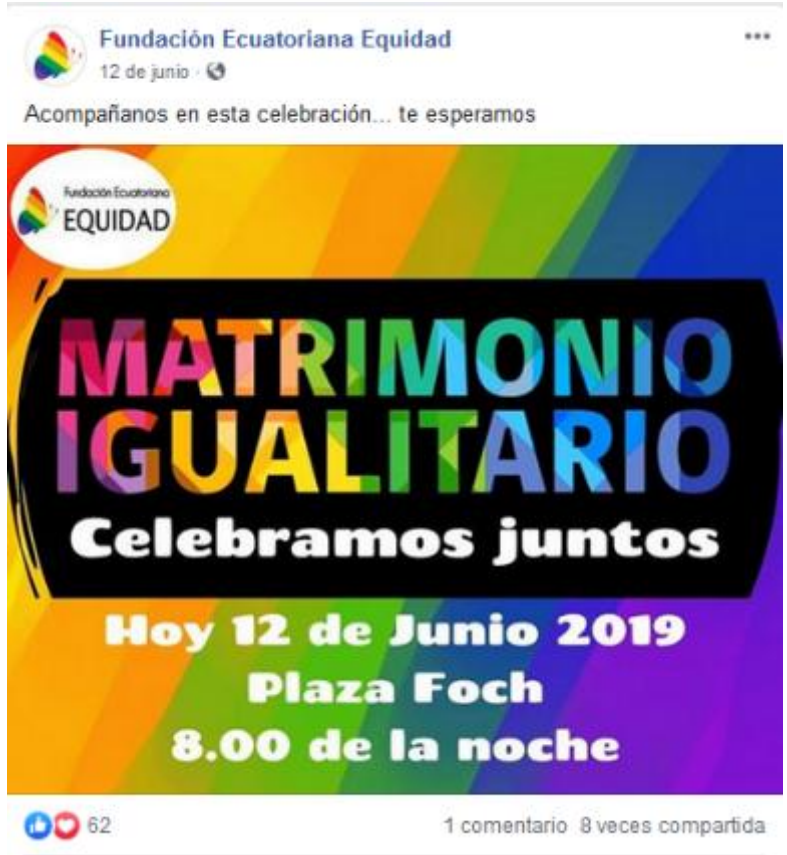 Fundación Ecuatoriana Equidad
12 de junio ·
Acompañanos en esta celebración... te esperamos
Fundación Ecuatoriana
EQUIDAD
MATRIMONIO
IGUALITARIO
Celebramos juntos
Hoy 12 de Junio 2019
Plaza Foch
8.00 de la noche
62
1 comentario 8 veces compartida